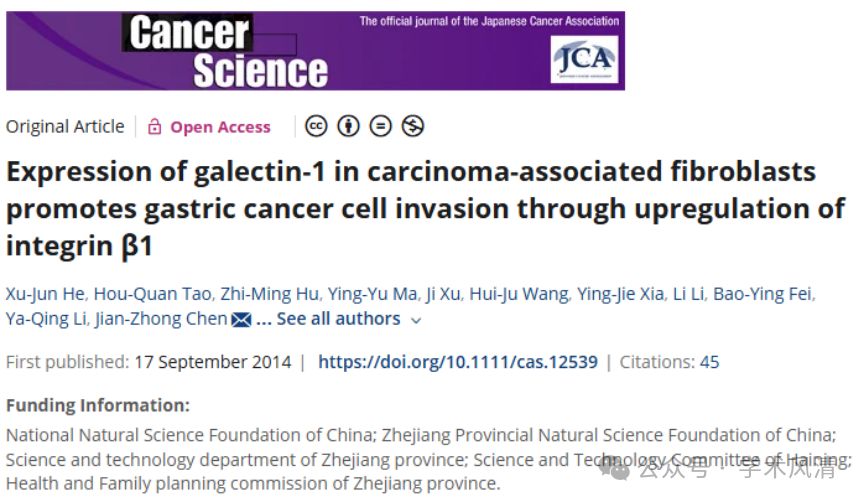 The official journal of the Japanese Cancer Association
Cancer
Science
JCA
Original Article
Open Access
Expression of galectin-1 in carcinoma-associated fibroblasts
promotes gastric cancer cell invasion through upregulation of
integrin β1
Xu-Jun He, Hou-Quan Tao, Zhi-Ming Hu, Ying-Yu Ma, Ji Xu, Hui-Ju Wang, Ying-Jie Xia, Li Li, Bao-Ying Fei,
Ya-Qing Li, Jian-Zhong Chen ... See all authors
First published: 17 September 2014 | https://doi.org/10.1111/cas.12539 | Citations: 45
Funding Information:
National Natural Science Foundation of China; Zhejiang Provincial Natural Science Foundation of China;
Science and technology department of Zhejiang province; Science and Technology Committee of Haining;
Health and Family planning commission of Zhejiang province.
公众号 · 学术风清